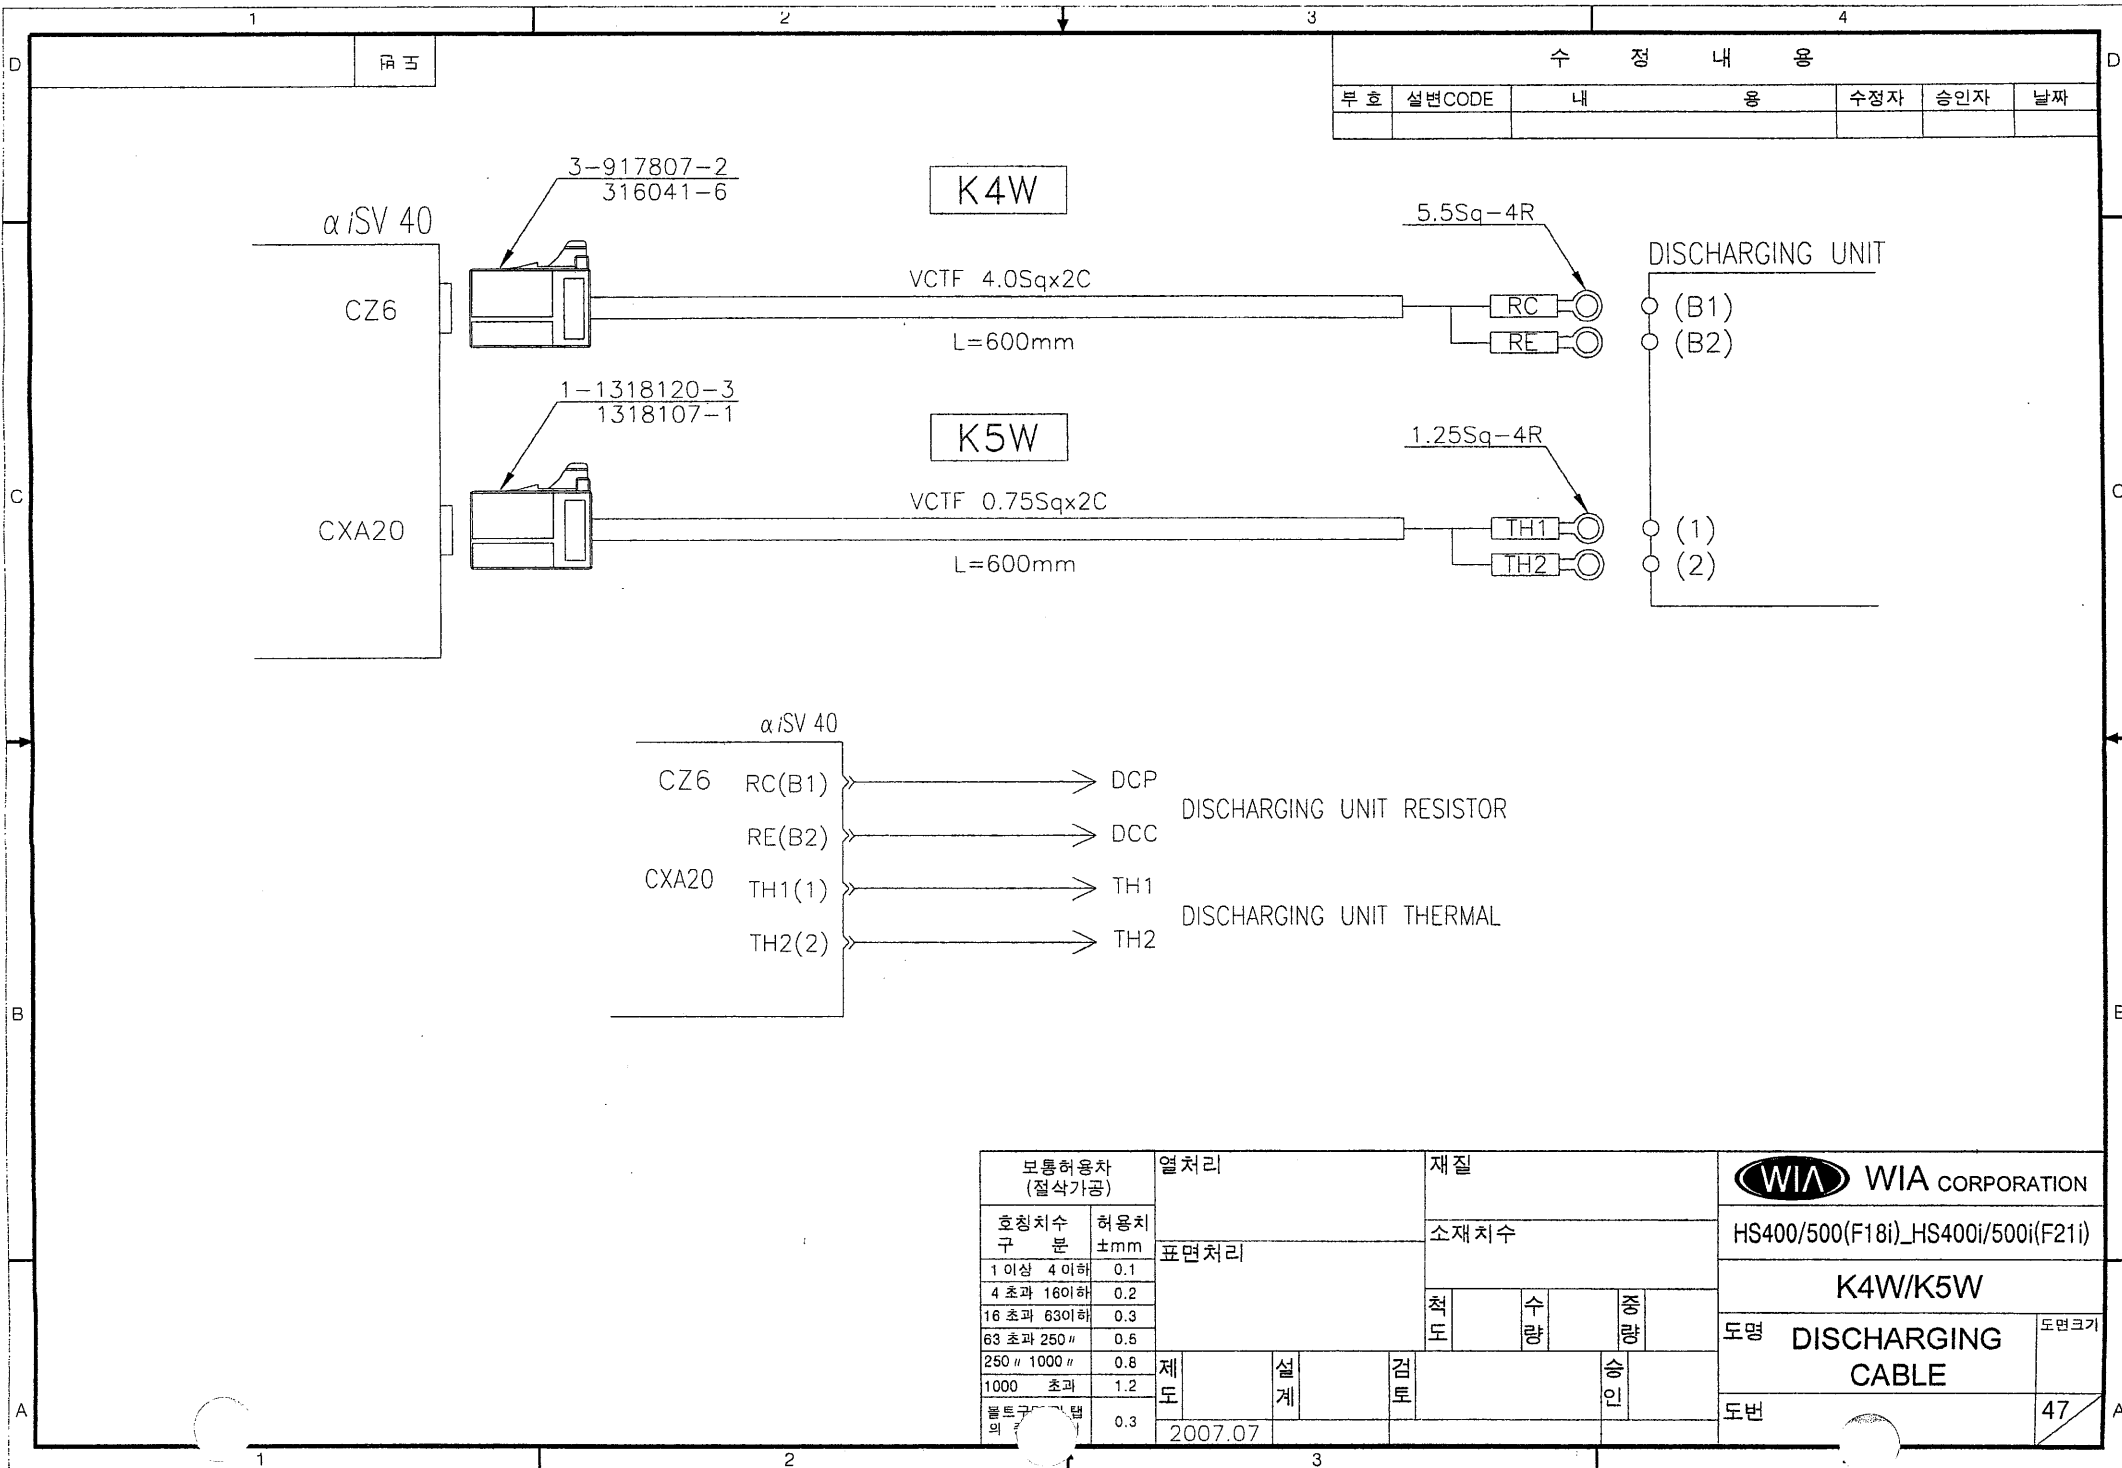 1 2 3 4
D D
도번
수 정 내 용
부 호 설변CODE 내 용 수정자 승인자 날짜
3-917807-2
316041-6
K4W
α iSV 40
5.5Sq-4R
DISCHARGING UNIT
CZ6
VCTF 4.0Sqx2C
RC (B1)
L=600mm
RE (B2)
1-1318120-3
1318107-1
K5W
1.25Sq-4R
C C
VCTF 0.75Sqx2C
CXA20
TH1 (1)
L=600mm
TH2 (2)
α iSV 40
CZ6 RC(B1) DCP
DISCHARGING UNIT RESISTOR
RE(B2) DCC
CXA20 TH1(1) TH1
DISCHARGING UNIT THERMAL
TH2(2) TH2
B B
보통허용차
(절삭가공)
호칭치수
구 분
허용치
±mm
1 이상 4 이하 0.1
4 초과 16이하 0.2
16 초과 63이하 0.3
63 초과 250 〃 0.5
250 〃 1000 〃 0.8
1000 초과 1.2
볼트구 탭
의 0.3
열처리
표면처리
재질
소재치수
척도 수량 중량
제도 설계 검토 승인
2007.07
WIA WIA CORPORATION
HS400/500(F18i)_HS400i/500i(F21i)
K4W/K5W
도명 DISCHARGING
CABLE
도면크기
도번 47
A A
1 2 3